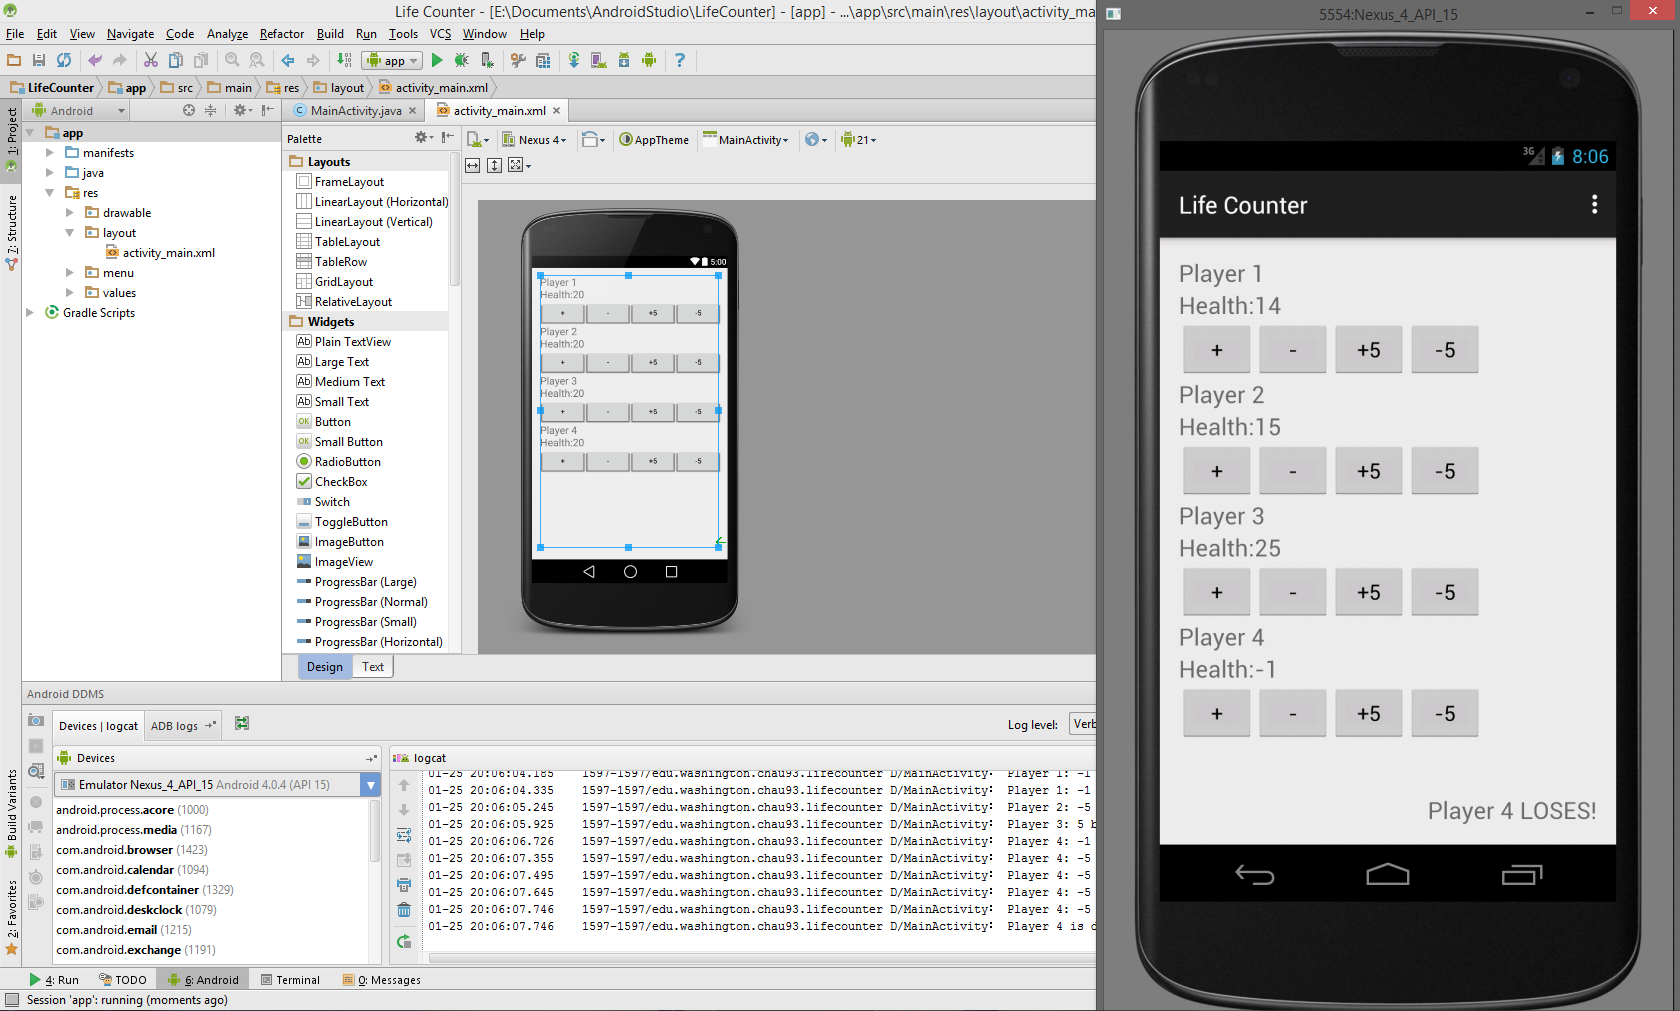 Life Counter - [E:\Documents\AndroidStudio\LifeCounter] - [app] - ...\app\src\main\res\layout\activity_ma
File Edit View Navigate Code Analyze Refactor Build Run Tools VCS Window Help
app
LifeCounter app src main res layout activity_main.xml
1: Project
7: Structure
Build Variants
2: Favorites
Android
app
manifests
java
res
drawable
layout
activity_main.xml
menu
values
Gradle Scripts
MainActivity.java activity_main.xml
Palette
Layouts
FrameLayout
LinearLayout (Horizontal)
LinearLayout (Vertical)
TableLayout
TableRow
GridLayout
RelativeLayout
Widgets
Ab Plain TextView
Ab Large Text
Ab Medium Text
Ab Small Text
OK Button
OK Small Button
RadioButton
CheckBox
Switch
ToggleButton
ImageButton
ImageView
ProgressBar (Large)
ProgressBar (Normal)
ProgressBar (Small)
ProgressBar (Horizontal)
Design Text
Nexus 4 AppTheme MainActivity 21
5:00
Player 1
Health:20
+ - +5 -5
Player 2
Health:20
+ - +5 -5
Player 3
Health:20
+ - +5 -5
Player 4
Health:20
+ - +5 -5
Android DDMS
Devices | logcat ADB logs
Log level: Verb
Devices
Emulator Nexus_4_API_15 Android 4.0.4 (API 15)
android.process.acore (1000)
android.process.media (1167)
com.android.browser (1423)
com.android.calendar (1094)
com.android.defcontainer (1329)
com.android.deskclock (1079)
com.android.email (1215)
com.android.exchange (1191)
logcat
01-25 20:06:04.185 1597-1597/edu.washington.chau93.lifecounter D/MainActivity: Player 1: -1
01-25 20:06:04.335 1597-1597/edu.washington.chau93.lifecounter D/MainActivity: Player 1: -1
01-25 20:06:05.245 1597-1597/edu.washington.chau93.lifecounter D/MainActivity: Player 2: -5
01-25 20:06:05.925 1597-1597/edu.washington.chau93.lifecounter D/MainActivity: Player 3: 5 b
01-25 20:06:06.726 1597-1597/edu.washington.chau93.lifecounter D/MainActivity: Player 4: -1
01-25 20:06:07.355 1597-1597/edu.washington.chau93.lifecounter D/MainActivity: Player 4: -5
01-25 20:06:07.495 1597-1597/edu.washington.chau93.lifecounter D/MainActivity: Player 4: -5
01-25 20:06:07.645 1597-1597/edu.washington.chau93.lifecounter D/MainActivity: Player 4: -5
01-25 20:06:07.746 1597-1597/edu.washington.chau93.lifecounter D/MainActivity: Player 4: -5
01-25 20:06:07.746 1597-1597/edu.washington.chau93.lifecounter D/MainActivity: Player 4 is
4: Run TODO 6: Android Terminal 0: Messages
Session 'app': running (moments ago)
5554:Nexus_4_API_15
3G 8:06
Life Counter
Player 1
Health:14
+ - +5 -5
Player 2
Health:15
+ - +5 -5
Player 3
Health:25
+ - +5 -5
Player 4
Health:-1
+ - +5 -5
Player 4 LOSES!